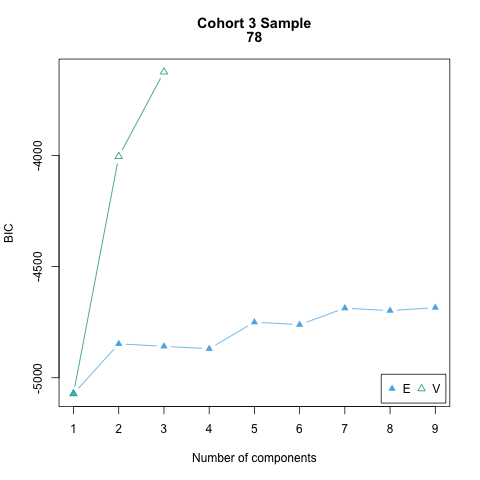 Cohort 3 Sample
78
BIC
-4000
-4500
-5000
1 2 3 4 5 6 7 8 9
Number of components
E V